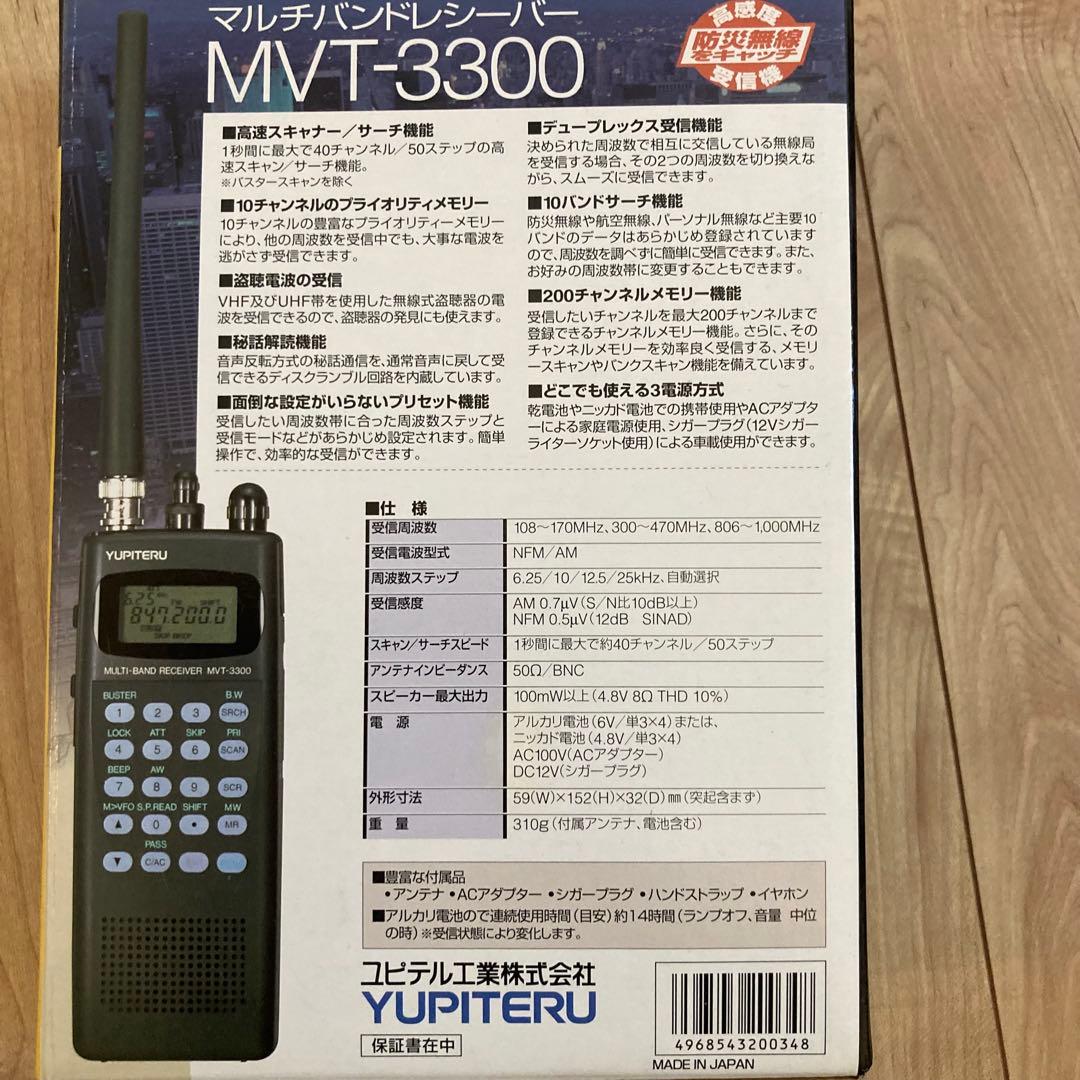 マルチバンドレシーバー
MVT-3300
高感度
防災無線
をキャッチ
受信機
■高速スキャナー／サーチ機能
1秒間に最大で40チャンネル／50ステップの高
速スキャン／サーチ機能。
※バスタースキャンを除く
■10チャンネルのプライオリティメモリー
10チャンネルの豊富なプライオリティーメモリー
により、他の周波数を受信中でも、大事な電波を
逃がさず受信できます。
■盗聴電波の受信
VHF及びUHF帯を使用した無線式盗聴器の電
波を受信できるので、盗聴器の発見にも使えます。
■秘話解読機能
音声反転方式の秘話通信を、通常音声に戻して受
信できるディスクランブル回路を内蔵しています。
■面倒な設定がいらないプリセット機能
受信したい周波数帯に合った周波数ステップと
受信モードなどがあらかじめ設定されます。簡単
操作で、効率的な受信ができます。
■デュープレックス受信機能
決められた周波数で相互に交信している無線局
を受信する場合、その2つの周波数を切り換えな
がら、スムーズに受信できます。
■10バンドサーチ機能
防災無線や航空無線、パーソナル無線など主要10
バンドのデータはあらかじめ登録されています
ので、周波数を調べずに簡単に受信できます。また、
お好みの周波数帯に変更することもできます。
■200チャンネルメモリー機能
受信したいチャンネルを最大200チャンネルまで
登録できるチャンネルメモリー機能。さらに、その
チャンネルメモリーを効率良く受信する、メモリ
ースキャンやバンクスキャン機能を備えています。
■どこでも使える3電源方式
乾電池やニッカド電池での携帯使用やACアダプタ
ーによる家庭電源使用、シガープラグ（12Vシガー
ライターソケット使用）による車載使用ができます。
■仕　様
受信周波数 108～170MHz、300～470MHz、806～1,000MHz
受信電波型式 NFM／AM
周波数ステップ 6.25／10／12.5／25kHz、自動選択
受信感度 AM 0.7μV（S／N比10dB以上）
NFM 0.5μV（12dB　SINAD）
スキャン／サーチスピード 1秒間に最大で約40チャンネル／50ステップ
アンテナインピーダンス 50Ω／BNC
スピーカー最大出力 100mW以上（4.8V 8Ω THD 10%）
電　源 アルカリ電池（6V／単3×4）または、
ニッカド電池（4.8V／単3×4）
AC100V（ACアダプター）
DC12V（シガープラグ）
外形寸法 59（W）×152（H）×32（D）㎜（突起含まず）
重　量 310g（付属アンテナ、電池含む）
■豊富な付属品
・アンテナ・ACアダプター・シガープラグ・ハンドストラップ・イヤホン
■アルカリ電池ので連続使用時間（目安）約14時間（ランプオフ、音量 中位
の時）※受信状態により変化します。
ユピテル工業株式会社
YUPITERU
保証書在中
4968543200348
MADE IN JAPAN
YUPITERU
6.25 SHIFT
847.200.0
SKIP
MULTI-BAND RECEIVER MVT-3300
BUSTER B.W
1 2 3 SRCH
LOCK ATT SKIP PRI
4 5 6 SCAN
BEEP AW
7 8 9 SCR
M>VFO S.P.READ SHIFT MW
▲ 0 • MR
PASS
▼ C/AC